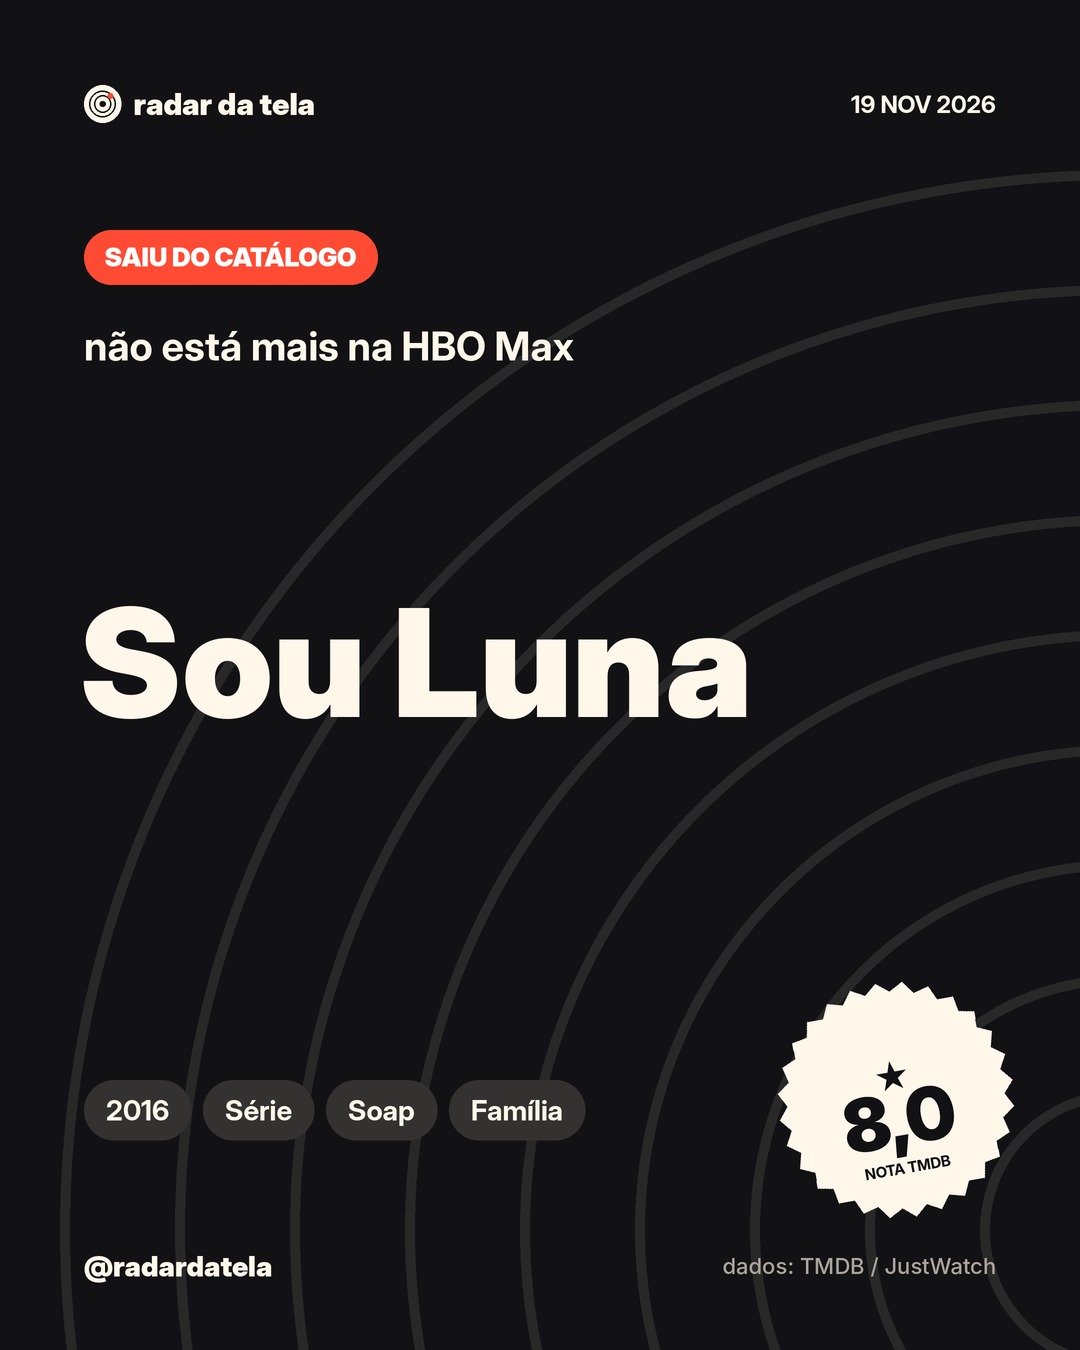 radar da tela
19 NOV 2026
SAIU DO CATÁLOGO
não está mais na HBO Max
Sou Luna
2016
Série
Soap
Família
★
8,0
NOTA TMDB
@radardatela
dados: TMDB / JustWatch